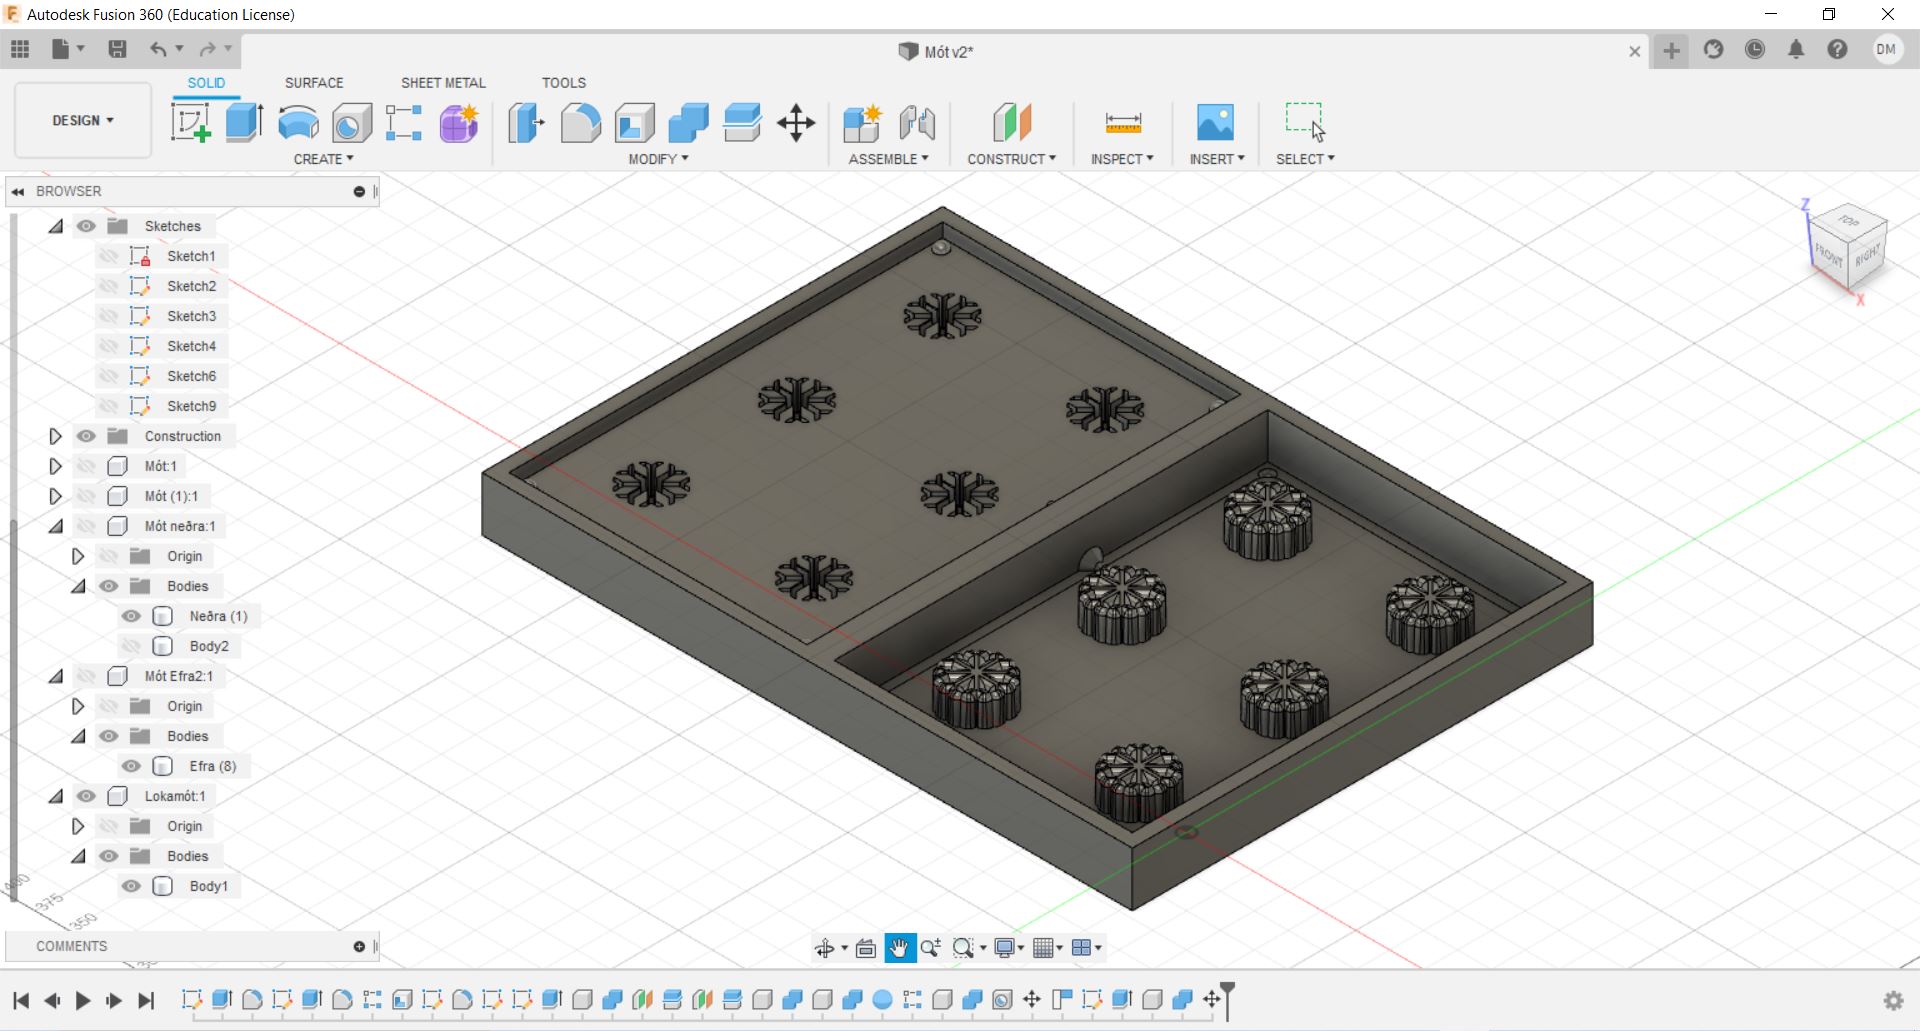 Autodesk Fusion 360 (Education License)
Mót v2*
DM
SOLID
SURFACE
SHEET METAL
TOOLS
DESIGN
CREATE
MODIFY
ASSEMBLE
CONSTRUCT
INSPECT
INSERT
SELECT
BROWSER
Sketches
Sketch1
Sketch2
Sketch3
Sketch4
Sketch6
Sketch9
Construction
Mót:1
Mót (1):1
Mót neðra:1
Origin
Bodies
Neðra (1)
Body2
Mót Efra2:1
Origin
Bodies
Efra (8)
Lokamót:1
Origin
Bodies
Body1
Z
TOP
FRONT
RIGHT
X
375
350
COMMENTS